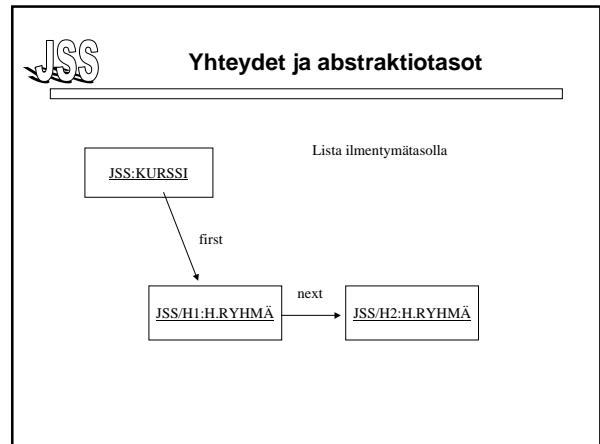 JSS
Yhteydet ja abstraktiotasot
Lista ilmentymätasolla
JSS:KURSSI
first
JSS/H1:H.RYHMÄ
next
JSS/H2:H.RYHMÄ